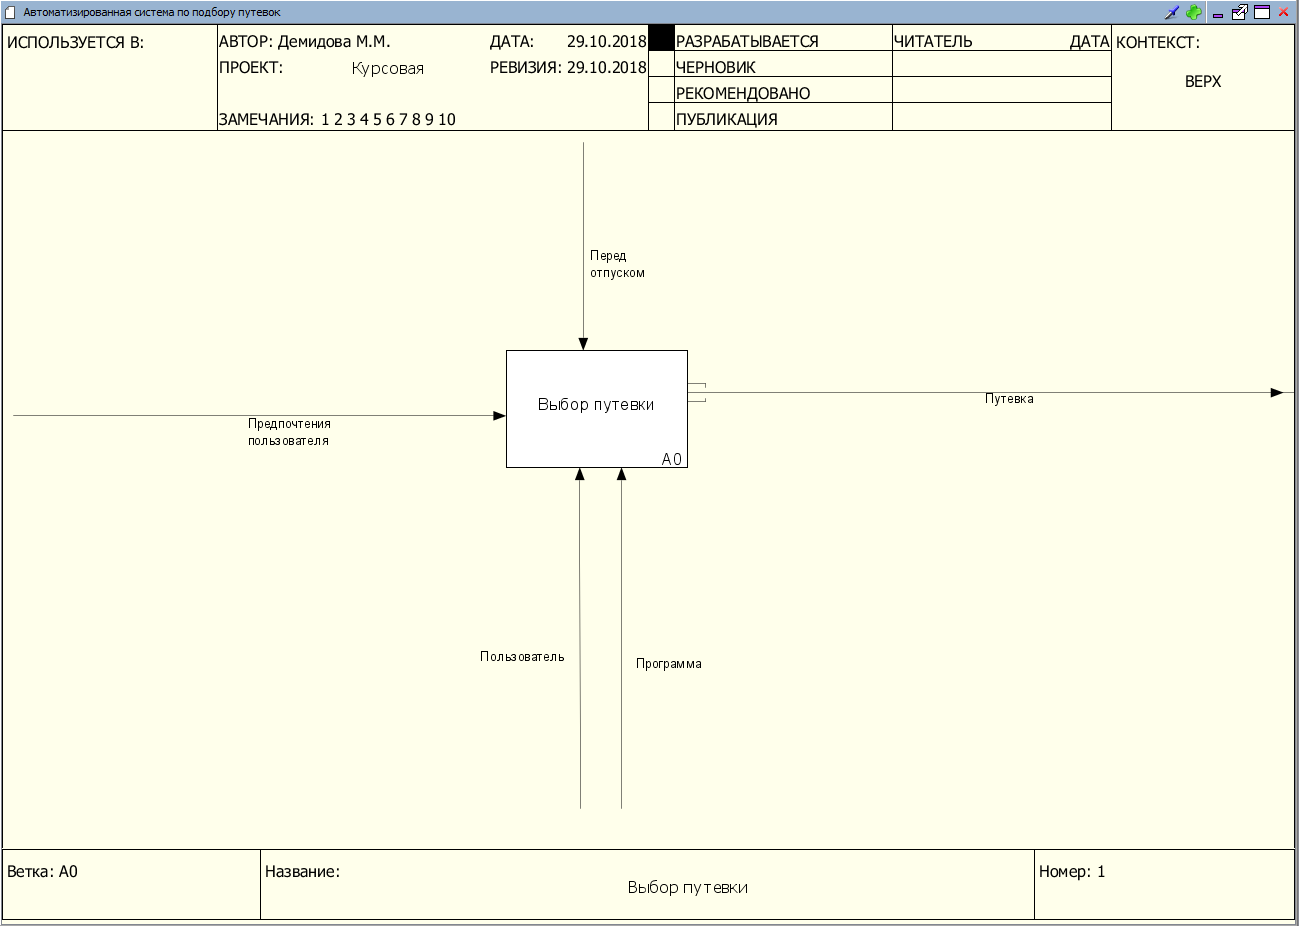 Автоматизированная система по подбору путевок
ИСПОЛЬЗУЕТСЯ В:
АВТОР: Демидова М.М.
ДАТА: 29.10.2018
ПРОЕКТ: Курсовая
РЕВИЗИЯ: 29.10.2018
ЗАМЕЧАНИЯ: 1 2 3 4 5 6 7 8 9 10
РАЗРАБАТЫВАЕТСЯ
ЧЕРНОВИК
РЕКОМЕНДОВАНО
ПУБЛИКАЦИЯ
ЧИТАТЕЛЬ ДАТА
КОНТЕКСТ:
ВЕРХ
Перед
отпуском
Выбор путевки
A0
Путевка
Предпочтения
пользователя
Пользователь
Программа
Ветка: A0
Название:
Выбор путевки
Номер: 1